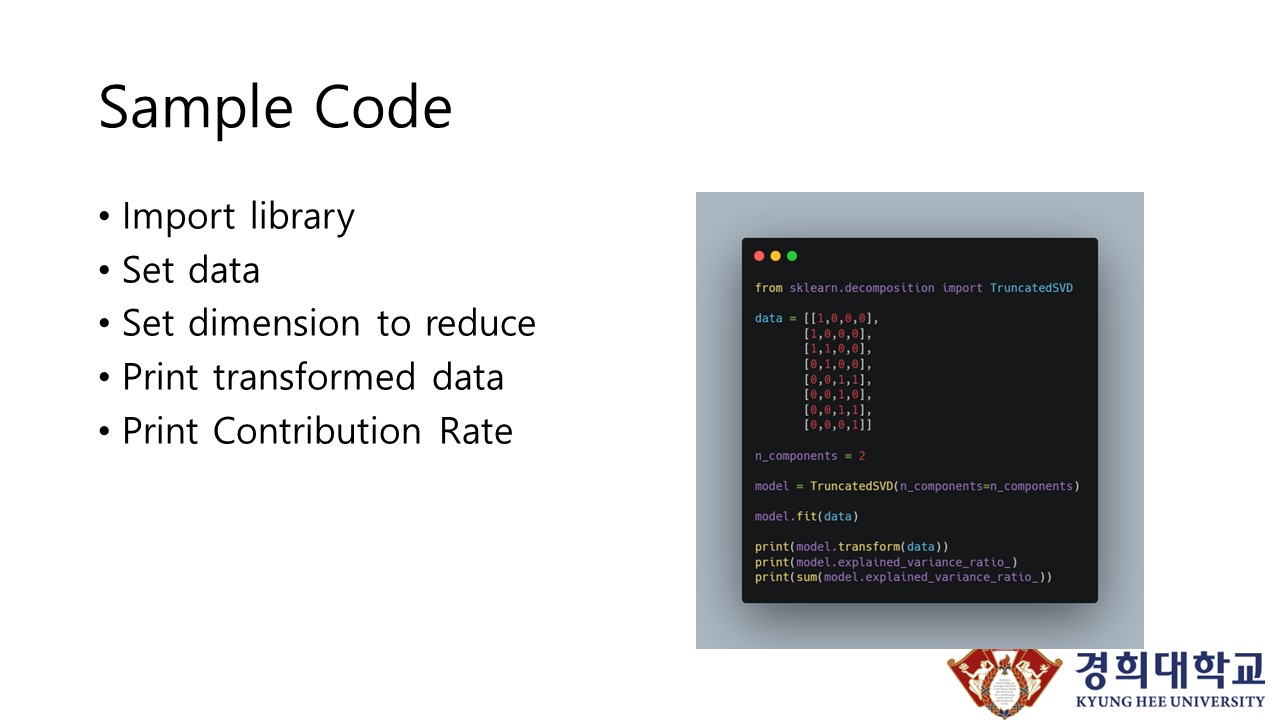 Sample Code
• Import library
• Set data
• Set dimension to reduce
• Print transformed data
• Print Contribution Rate
from sklearn.decomposition import TruncatedSVD
data = [[1,0,0,0],
[1,0,0,0],
[1,1,0,0],
[0,1,0,0],
[0,0,1,1],
[0,0,1,0],
[0,0,1,1],
[0,0,0,1]]
n_components = 2
model = TruncatedSVD(n_components=n_components)
model.fit(data)
print(model.transform(data))
print(model.explained_variance_ratio_)
print(sum(model.explained_variance_ratio_))
경희대학교
KYUNG HEE UNIVERSITY